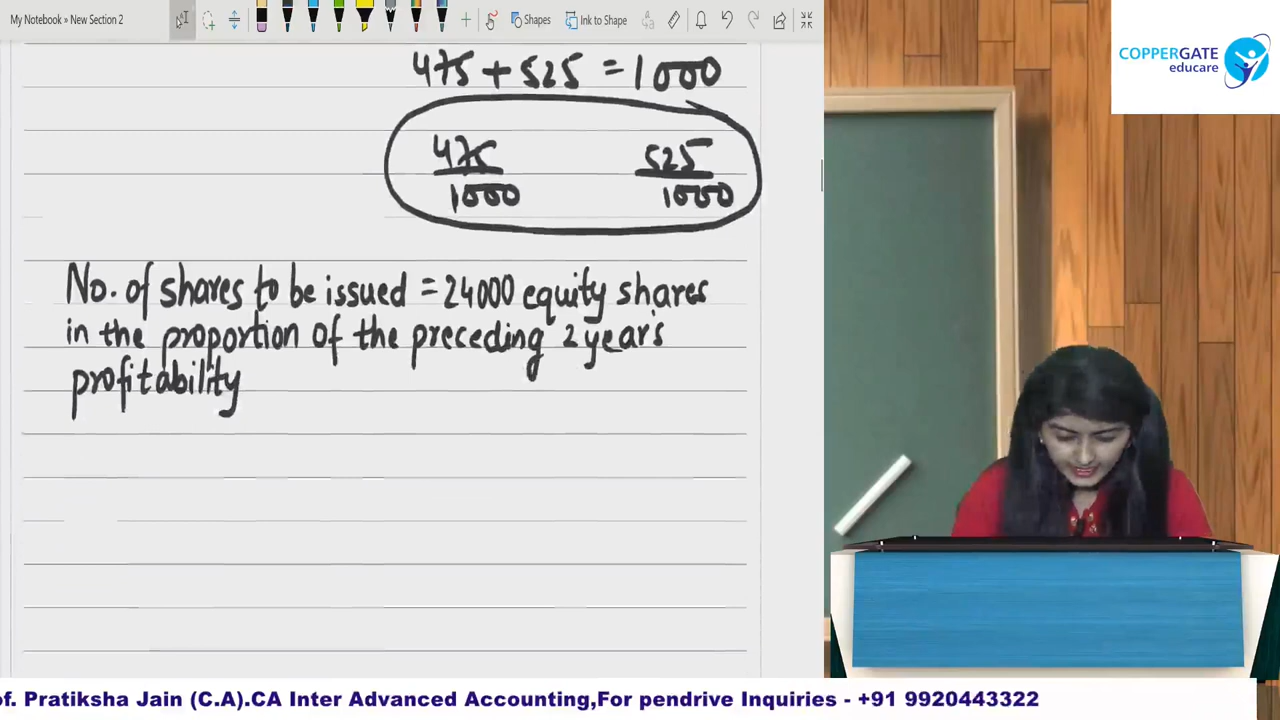 My Notebook » New Section 2
Shapes
Ink to Shape
COPPERGATE
educare
475 + 525 = 1000
475 525
1000 1000
No. of shares to be issued = 24000 equity shares
in the proportion of the preceding 2 year's
profitability
of. Pratiksha Jain (C.A).CA Inter Advanced Accounting,For pendrive Inquiries - +91 9920443322